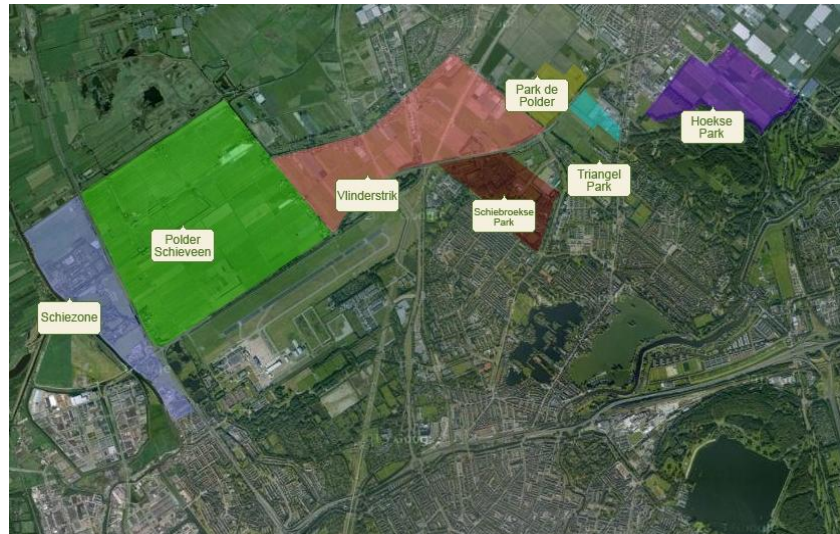 Park de
Polder
Hoekse
Park
Triangel
Park
Vlinderstrik
Schiebroekse
Park
Polder
Schieveen
Schiezone